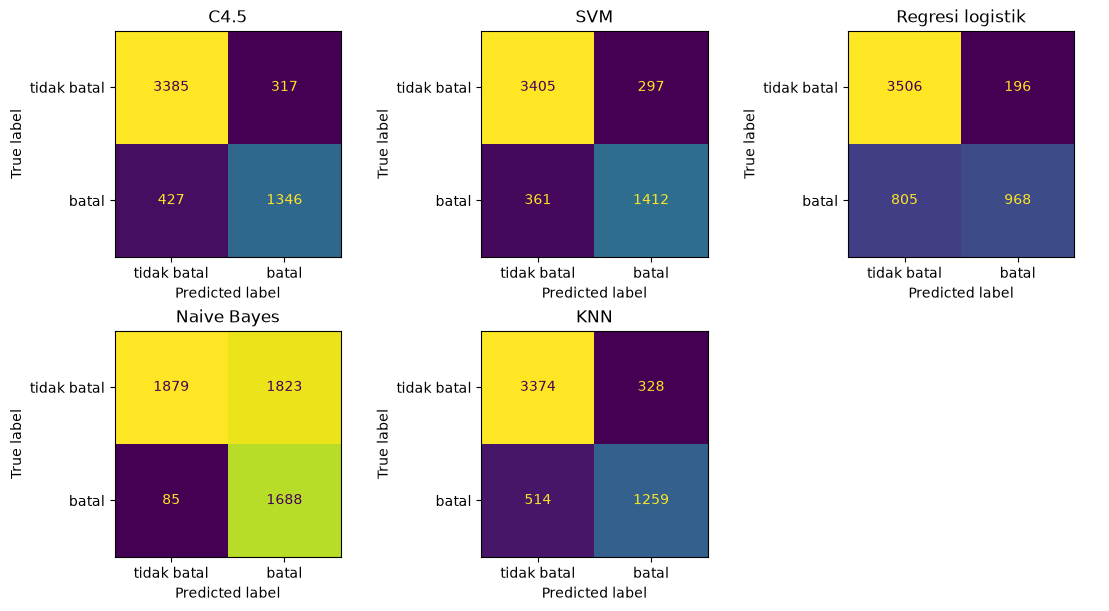 C4.5
True label
tidak batal
3385
317
batal
427
1346
tidak batal
batal
Predicted label
SVM
True label
tidak batal
3405
297
batal
361
1412
tidak batal
batal
Predicted label
Regresi logistik
True label
tidak batal
3506
196
batal
805
968
tidak batal
batal
Predicted label
Naive Bayes
True label
tidak batal
1879
1823
batal
85
1688
tidak batal
batal
Predicted label
KNN
True label
tidak batal
3374
328
batal
514
1259
tidak batal
batal
Predicted label